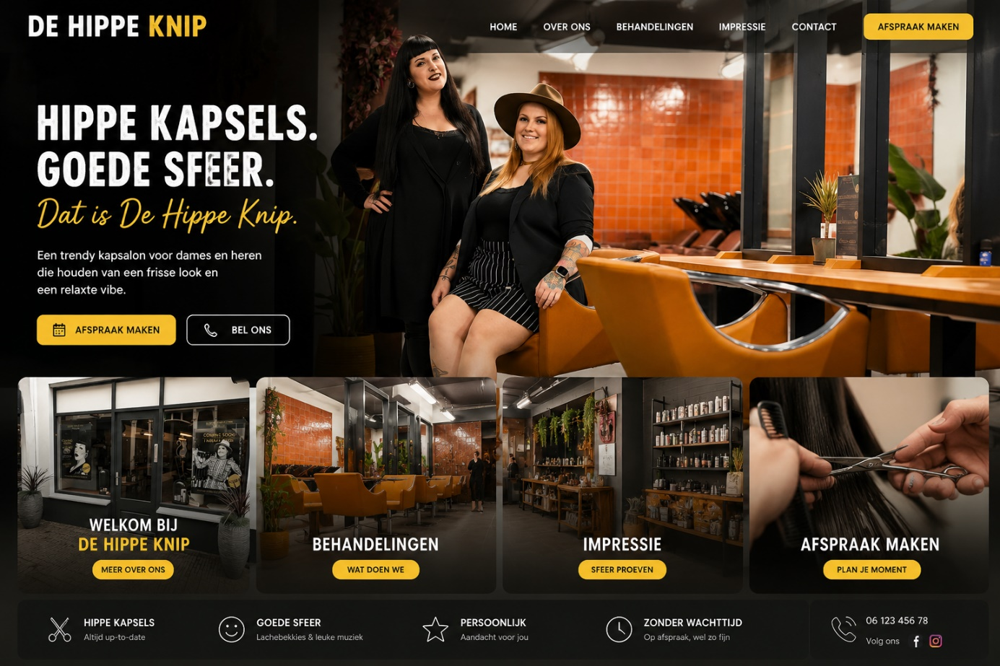 DE HIPPE KNIP
HOME
OVER ONS
BEHANDELINGEN
IMPRESSIE
CONTACT
AFSPRAAK MAKEN
HIPPE KAPSELS.
GOEDE SFEER.
Dat is De Hippe Knip.
Een trendy kapsalon voor dames en heren
die houden van een frisse look en
een relaxte vibe.
AFSPRAAK MAKEN
BEL ONS
COMING SOON
WELKOM BIJ
DE HIPPE KNIP
MEER OVER ONS
BEHANDELINGEN
WAT DOEN WE
IMPRESSIE
SFEER PROEVEN
AFSPRAAK MAKEN
PLAN JE MOMENT
HIPPE KAPSELS
Altijd up-to-date
GOEDE SFEER
Lachebekkies & leuke muziek
PERSOONLIJK
Aandacht voor jou
ZONDER WACHTTIJD
Op afspraak, wel zo fijn
06 123 456 78
Volg ons